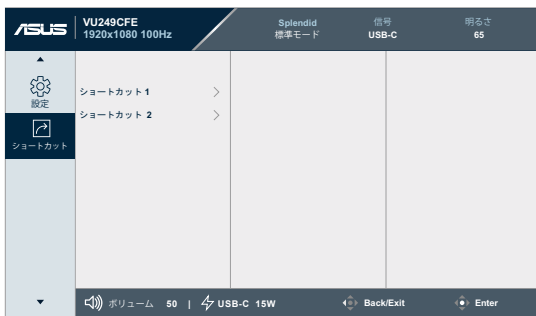 ASUS
VU249CFE
1920x1080 100Hz
Splendid
標準モード
信号
USB-C
明るさ
65
設定
ショートカット
ショートカット 1
ショートカット 2
ボリューム 50 | USB-C 15W
Back/Exit
Enter